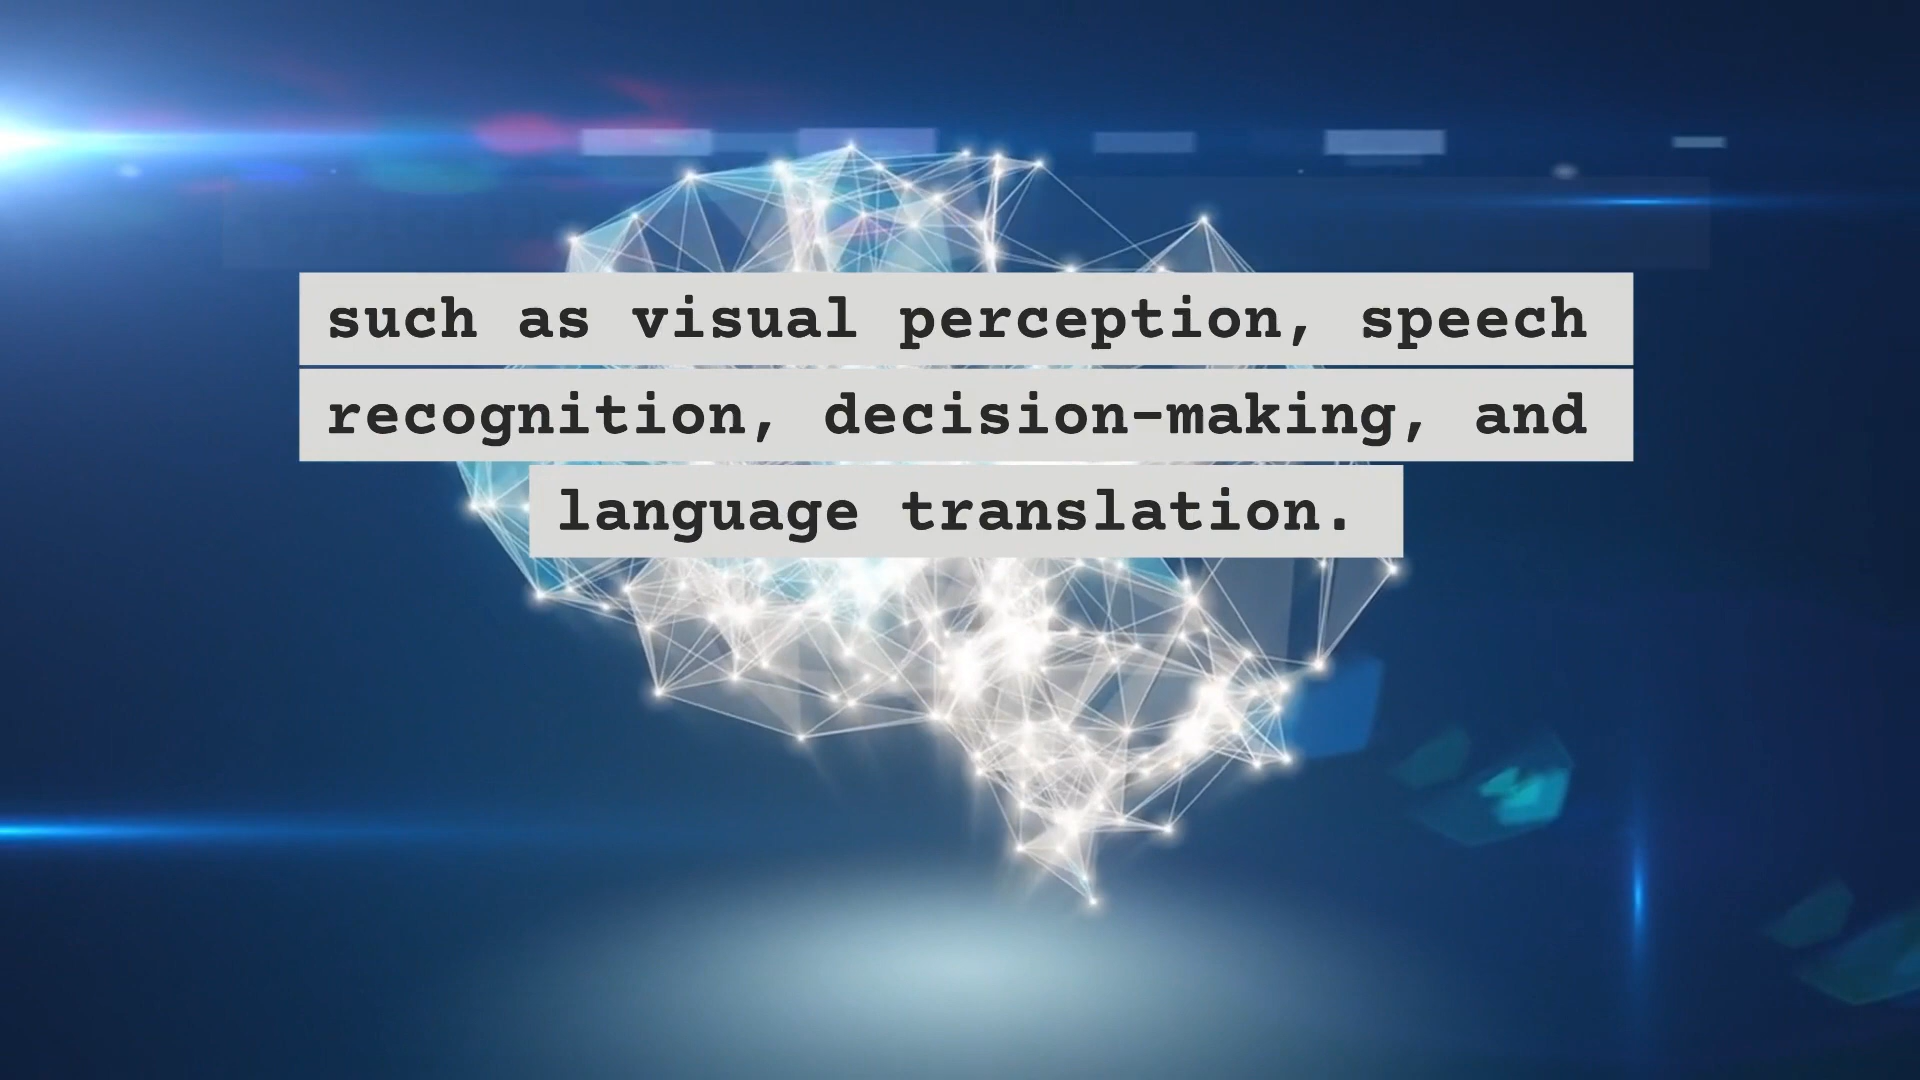 such as visual perception, speech
recognition, decision-making, and
language translation.